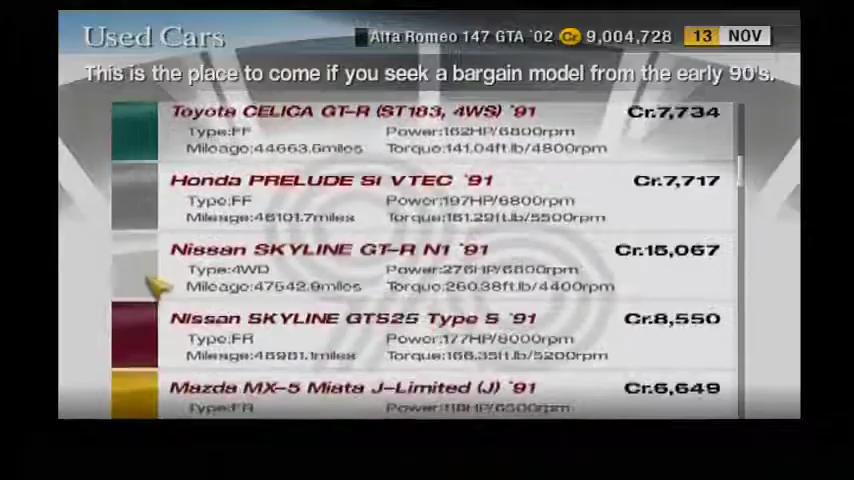 Used Cars
Alfa Romeo 147 GTA `02 Cr 9,004,728 13 NOV
This is the place to come if you seek a bargain model from the early 90's.
Toyota CELICA GT-R (ST183, 4WS) `91 Cr.7,734
Type:FF Power:162HP/6800rpm
Mileage:44663.6miles Torque:141.04ft.lb/4800rpm
Honda PRELUDE Si VTEC `91 Cr.7,717
Type:FF Power:197HP/6800rpm
Mileage:46101.7miles Torque:161.29ft.lb/5500rpm
Nissan SKYLINE GT-R N1 `91 Cr.15,067
Type:4WD Power:276HP/6800rpm
Mileage:47542.9miles Torque:260.38ft.lb/4400rpm
Nissan SKYLINE GTS25 Type S `91 Cr.8,550
Type:FR Power:177HP/6000rpm
Mileage:46981.1miles Torque:166.35ft.lb/5200rpm
Mazda MX-5 Miata J-Limited (J) `91 Cr.6,649
Type:FR Power:118HP/6500rpm